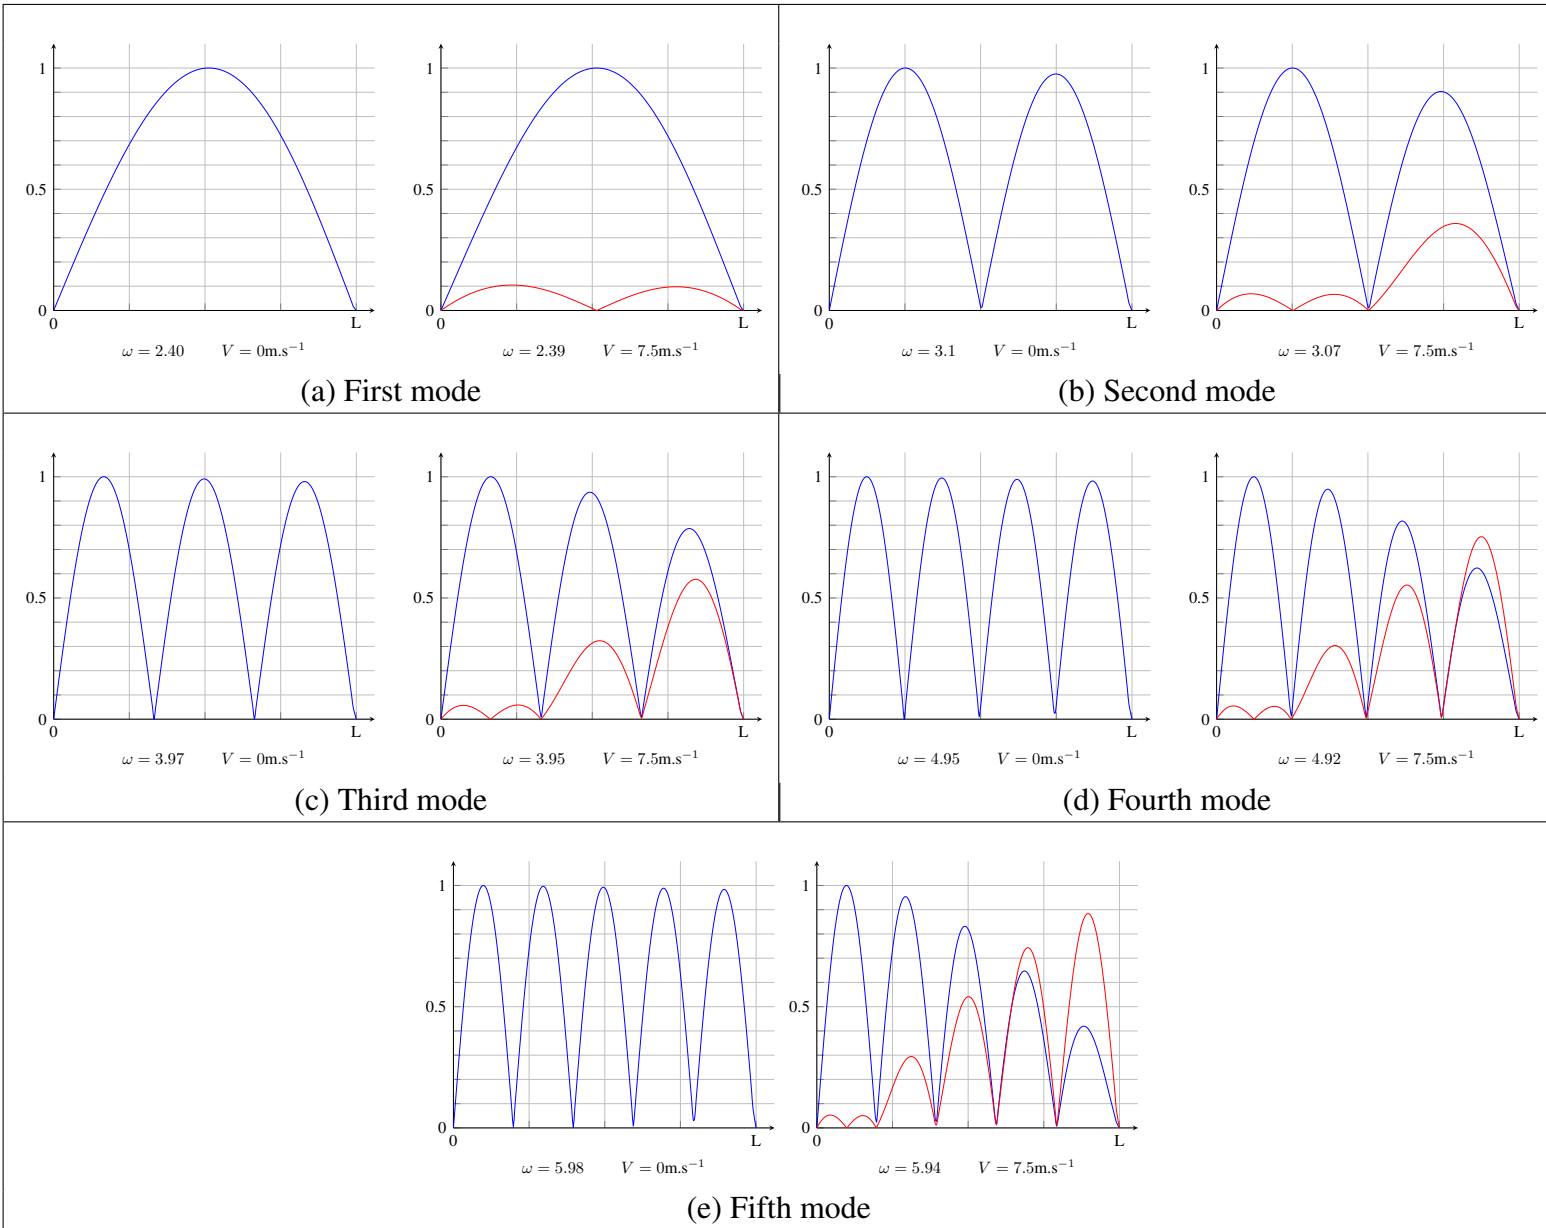 1
0.5
0
0
L
ω = 2.40 V = 0m.s⁻¹
1
0.5
0
0
L
ω = 2.39 V = 7.5m.s⁻¹
(a) First mode
1
0.5
0
0
L
ω = 3.1 V = 0m.s⁻¹
1
0.5
0
0
L
ω = 3.07 V = 7.5m.s⁻¹
(b) Second mode
1
0.5
0
0
L
ω = 3.97 V = 0m.s⁻¹
1
0.5
0
0
L
ω = 3.95 V = 7.5m.s⁻¹
(c) Third mode
1
0.5
0
0
L
ω = 4.95 V = 0m.s⁻¹
1
0.5
0
0
L
ω = 4.92 V = 7.5m.s⁻¹
(d) Fourth mode
1
0.5
0
0
L
ω = 5.98 V = 0m.s⁻¹
1
0.5
0
0
L
ω = 5.94 V = 7.5m.s⁻¹
(e) Fifth mode